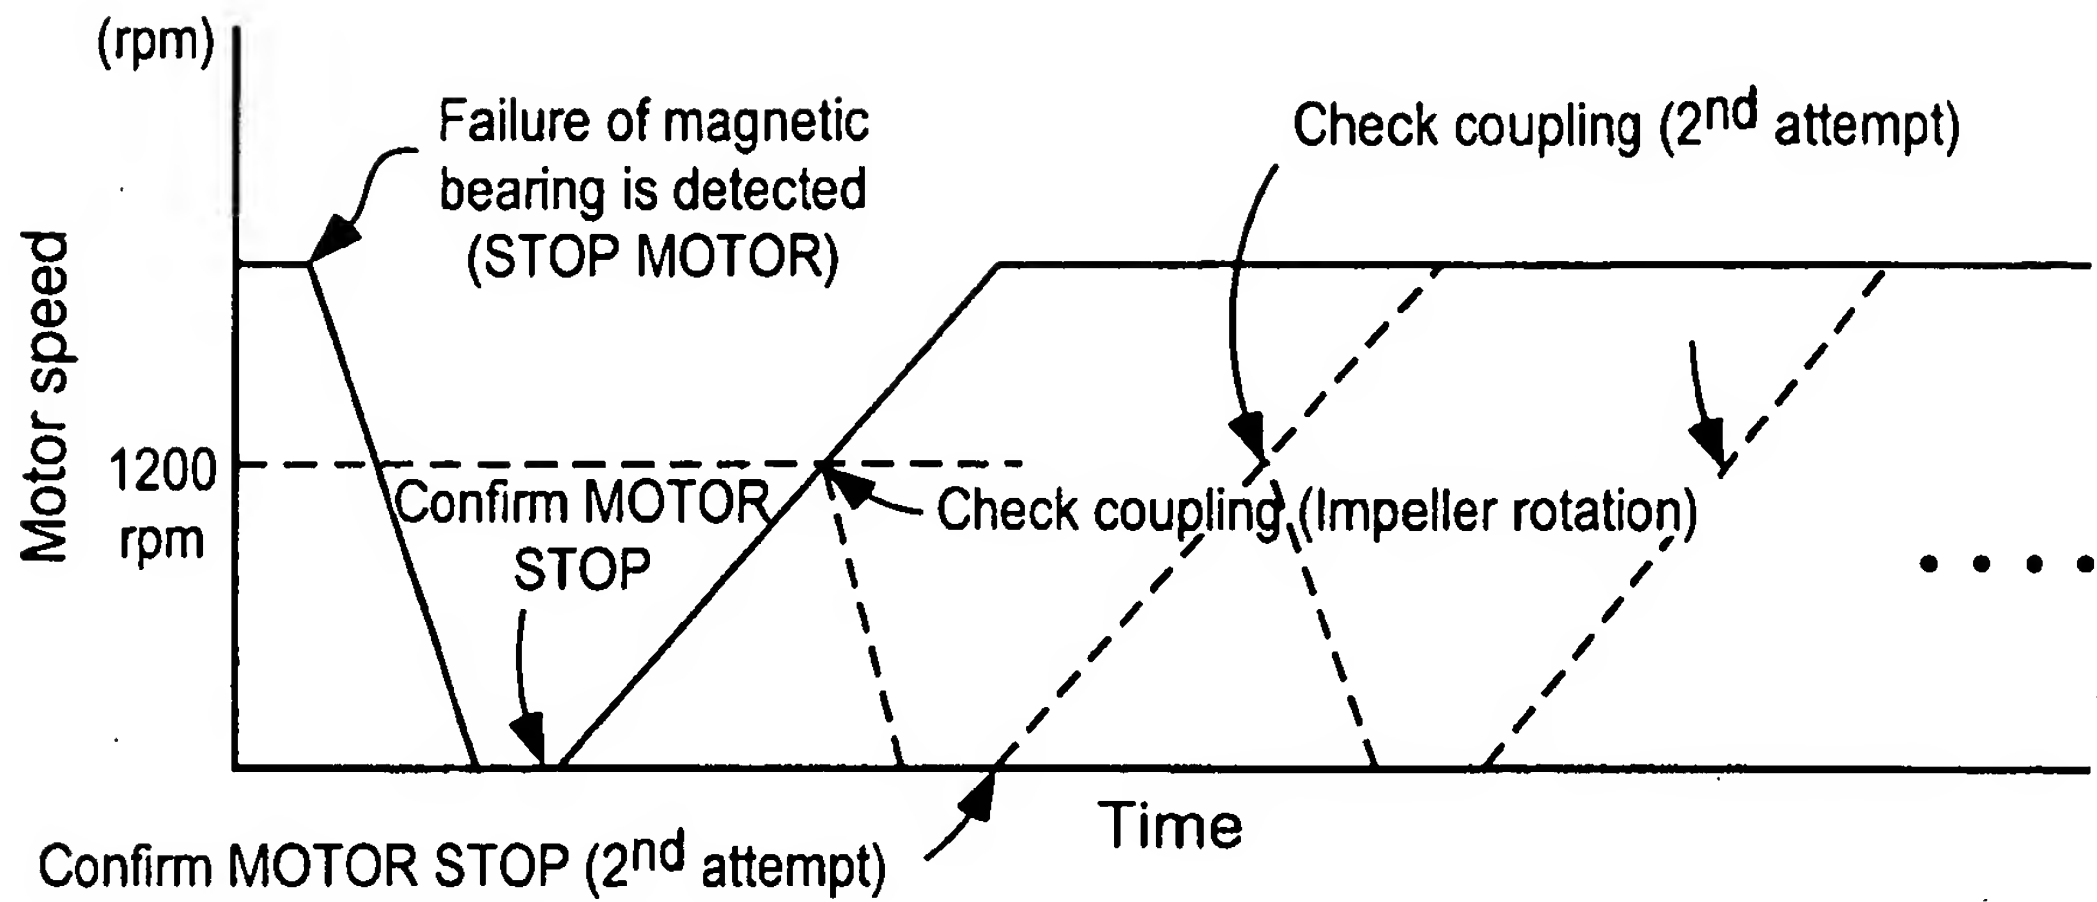 (rpm)
Failure of magnetic
bearing is detected
(STOP MOTOR)
Check coupling (2nd attempt)
Motor speed
1200
rpm
Confirm MOTOR
STOP
Check coupling (Impeller rotation)
Time
Confirm MOTOR STOP (2nd attempt)